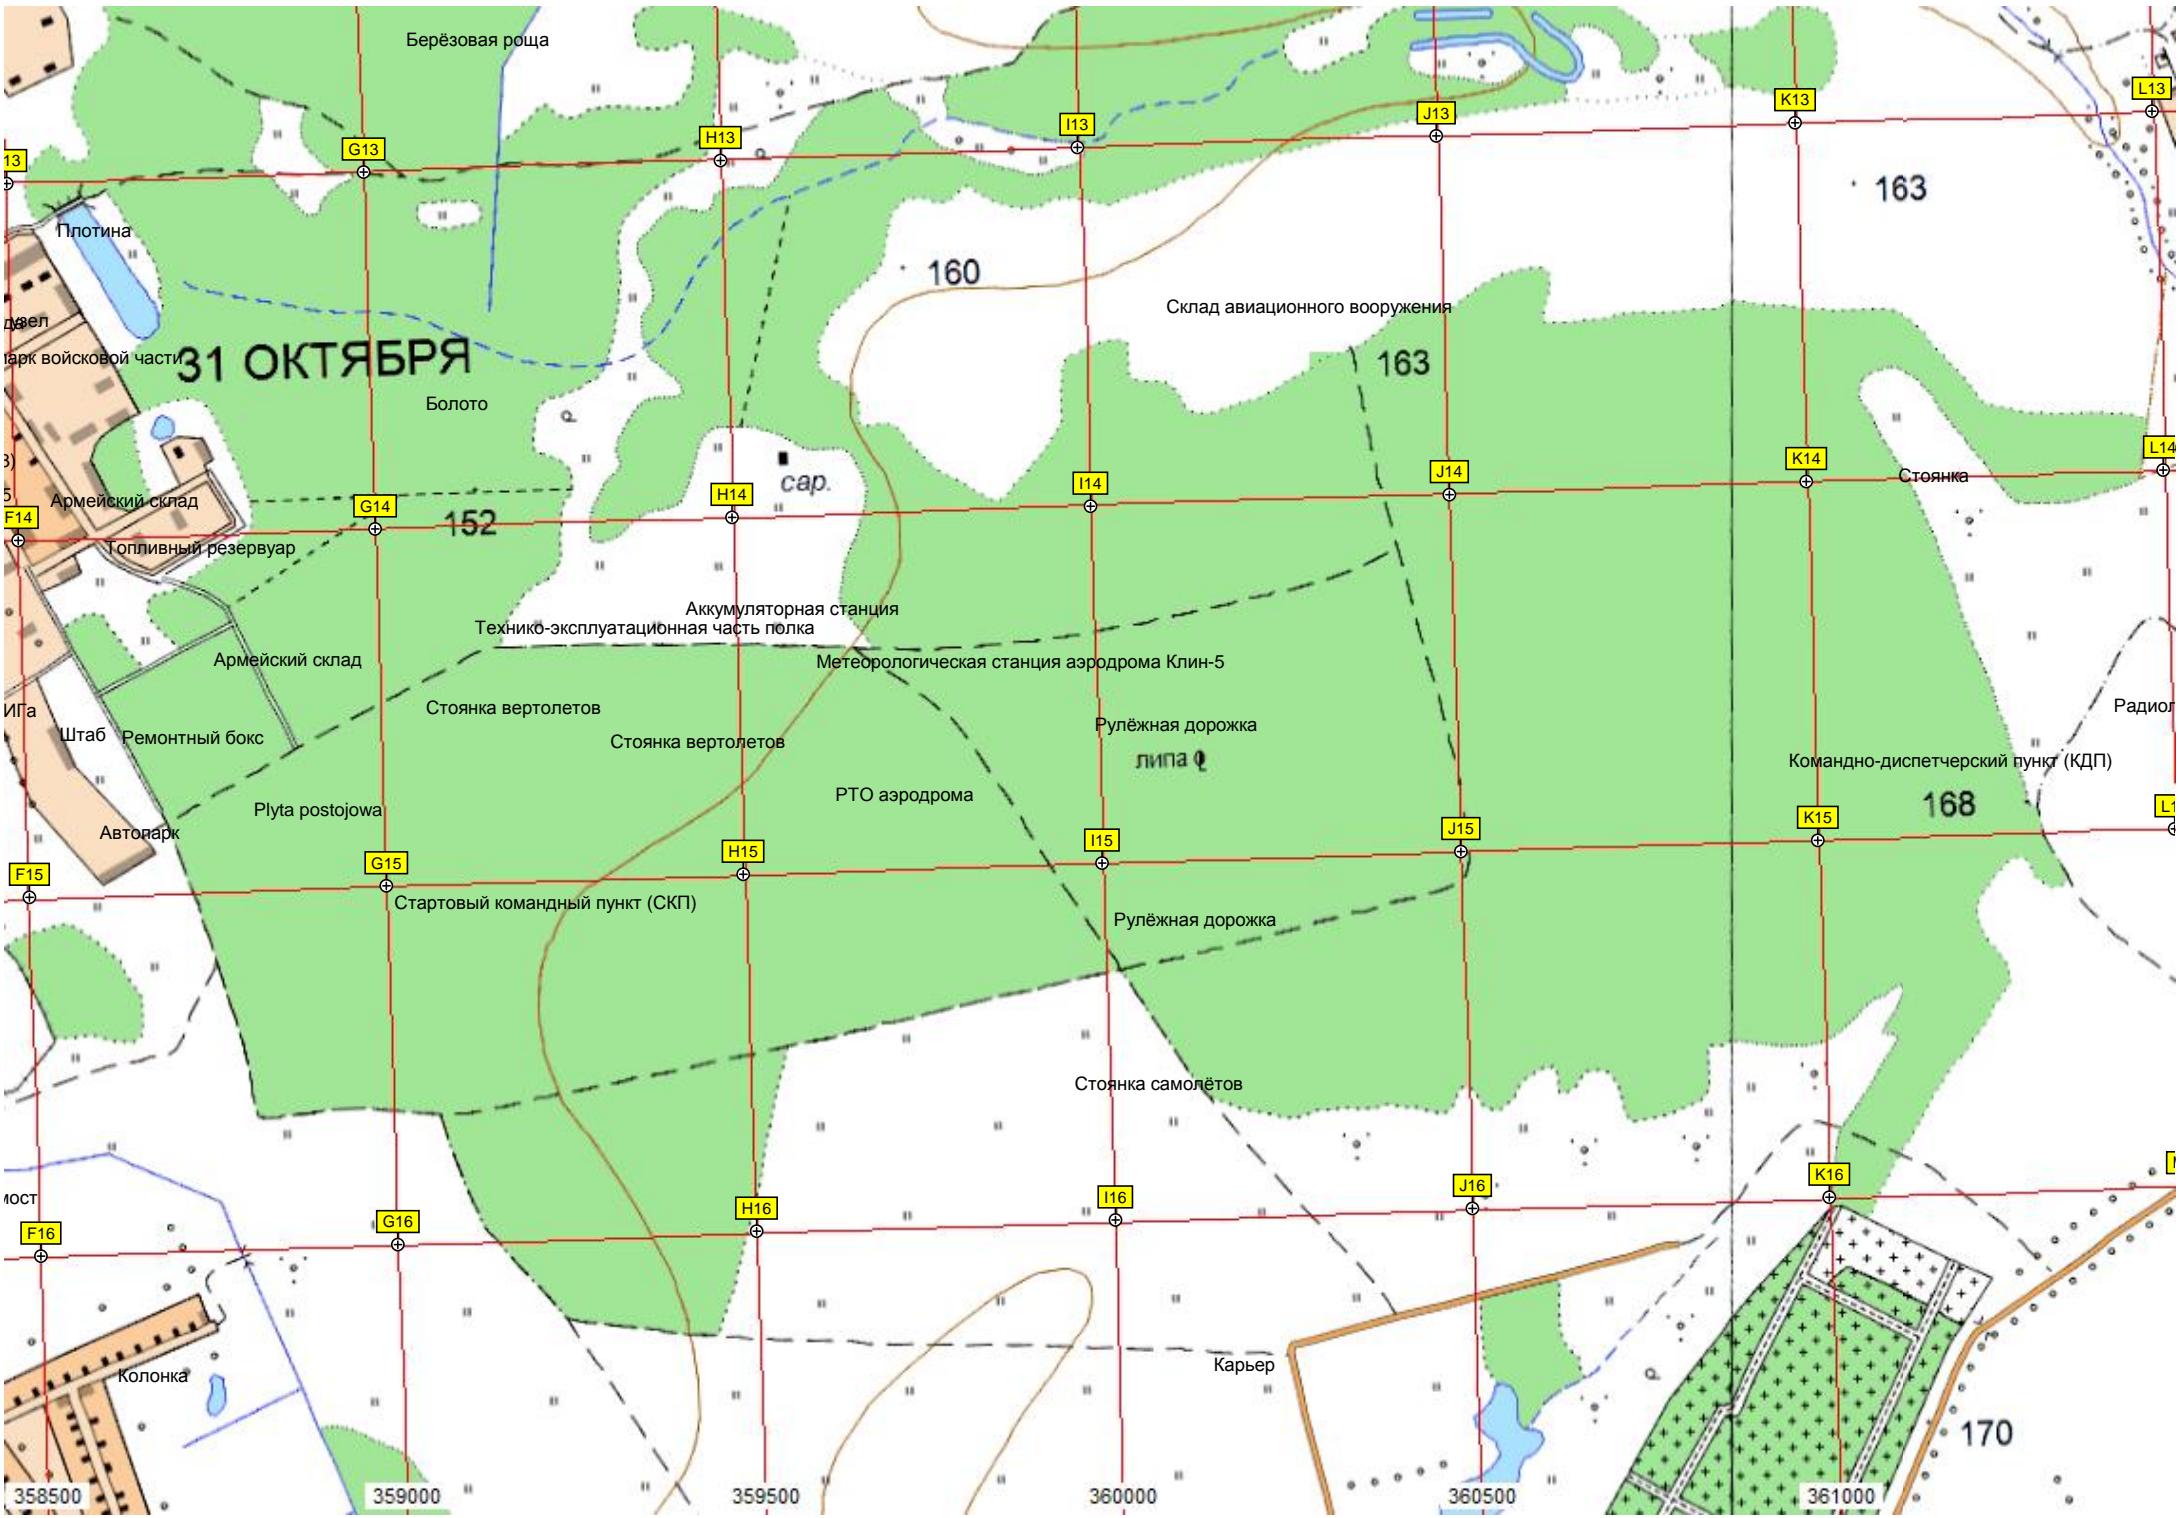 Берёзовая роща
13
G13
H13
I13
J13
K13
L13
163
Плотина
160
Склад авиационного вооружения
узел
парк войсковой части
31 ОКТЯБРЯ
163
Болото
Армейский склад
F14
G14
H14
сар.
I14
J14
K14
Стоянка
L14
152
Топливный резервуар
Аккумуляторная станция
Технико-эксплуатационная часть полка
Армейский склад
Метеорологическая станция аэродрома Клин-5
ИГа
Стоянка вертолетов
Радиол
Штаб
Ремонтный бокс
Стоянка вертолетов
Рулёжная дорожка
липа
Командно-диспетчерский пункт (КДП)
РТО аэродрома
168
Plyta postojowa
Автопарк
F15
G15
H15
I15
J15
K15
L1
Стартовый командный пункт (СКП)
Рулёжная дорожка
Стоянка самолётов
мост
F16
G16
H16
I16
J16
K16
Колонка
Карьер
170
358500
359000
359500
360000
360500
361000